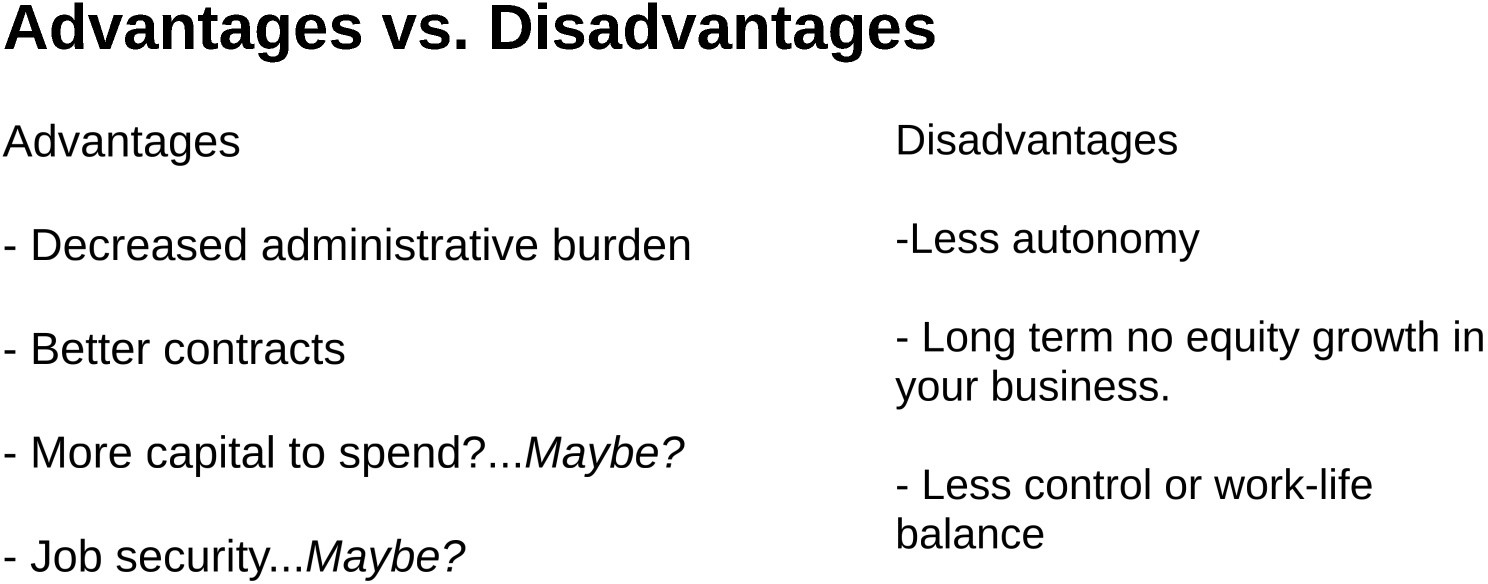 Advantages vs. Disadvantages
Advantages
- Decreased administrative burden
- Better contracts
- More capital to spend?...Maybe?
- Job security...Maybe?
Disadvantages
-Less autonomy
- Long term no equity growth in
your business.
- Less control or work-life
balance